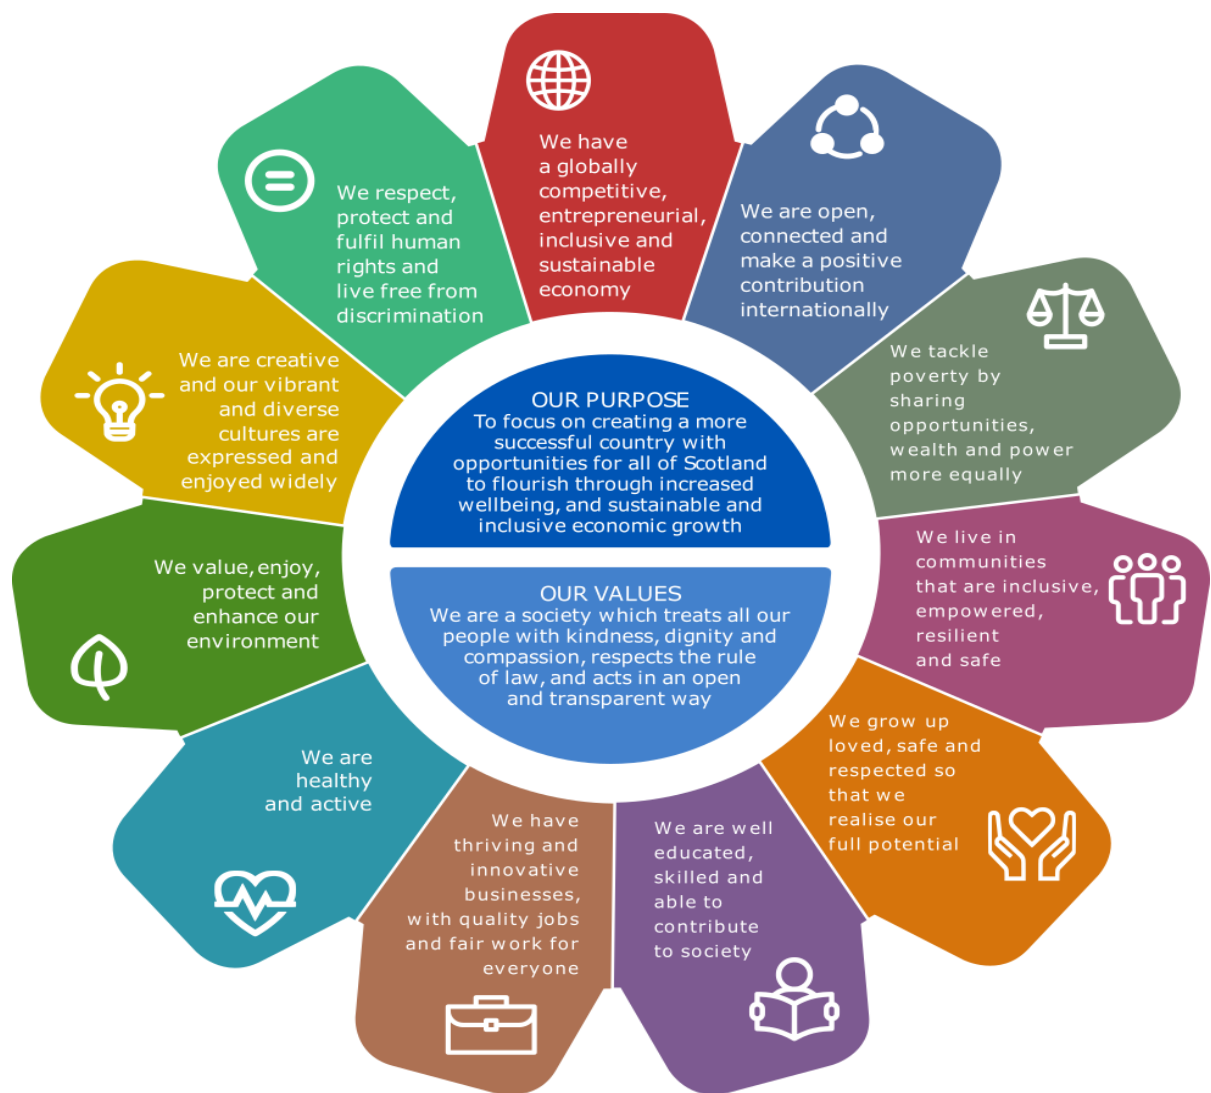 We have
a globally
competitive,
entrepreneurial,
inclusive and
sustainable
economy
We are open,
connected and
make a positive
contribution
internationally
We tackle
poverty by
sharing
opportunities,
wealth and power
more equally
We live in
communities
that are inclusive,
empowered,
resilient
and safe
We grow up
loved, safe and
respected so
that we
realise our
full potential
We are well
educated,
skilled and
able to
contribute
to society
We have
thriving and
innovative
businesses,
with quality jobs
and fair work for
everyone
We are
healthy
and active
We value, enjoy,
protect and
enhance our
environment
We are creative
and our vibrant
and diverse
cultures are
expressed and
enjoyed widely
We respect,
protect and
fulfil human
rights and
live free from
discrimination
OUR PURPOSE
To focus on creating a more
successful country with
opportunities for all of Scotland
to flourish through increased
wellbeing, and sustainable and
inclusive economic growth
OUR VALUES
We are a society which treats all our
people with kindness, dignity and
compassion, respects the rule
of law, and acts in an open
and transparent way